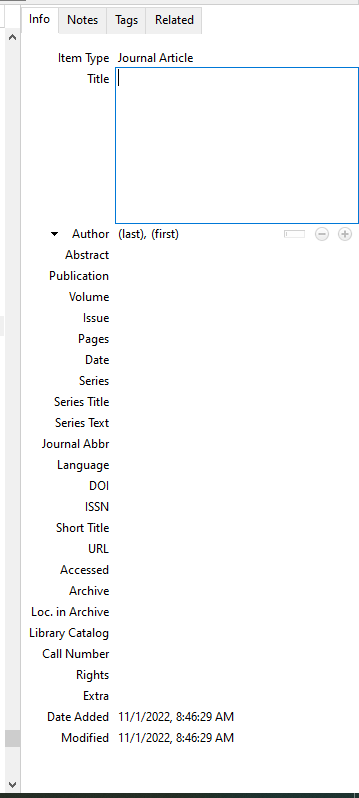 Info Notes Tags Related
Item Type Journal Article
Title
Author (last), (first)
Abstract
Publication
Volume
Issue
Pages
Date
Series
Series Title
Series Text
Journal Abbr
Language
DOI
ISSN
Short Title
URL
Accessed
Archive
Loc. in Archive
Library Catalog
Call Number
Rights
Extra
Date Added 11/1/2022, 8:46:29 AM
Modified 11/1/2022, 8:46:29 AM